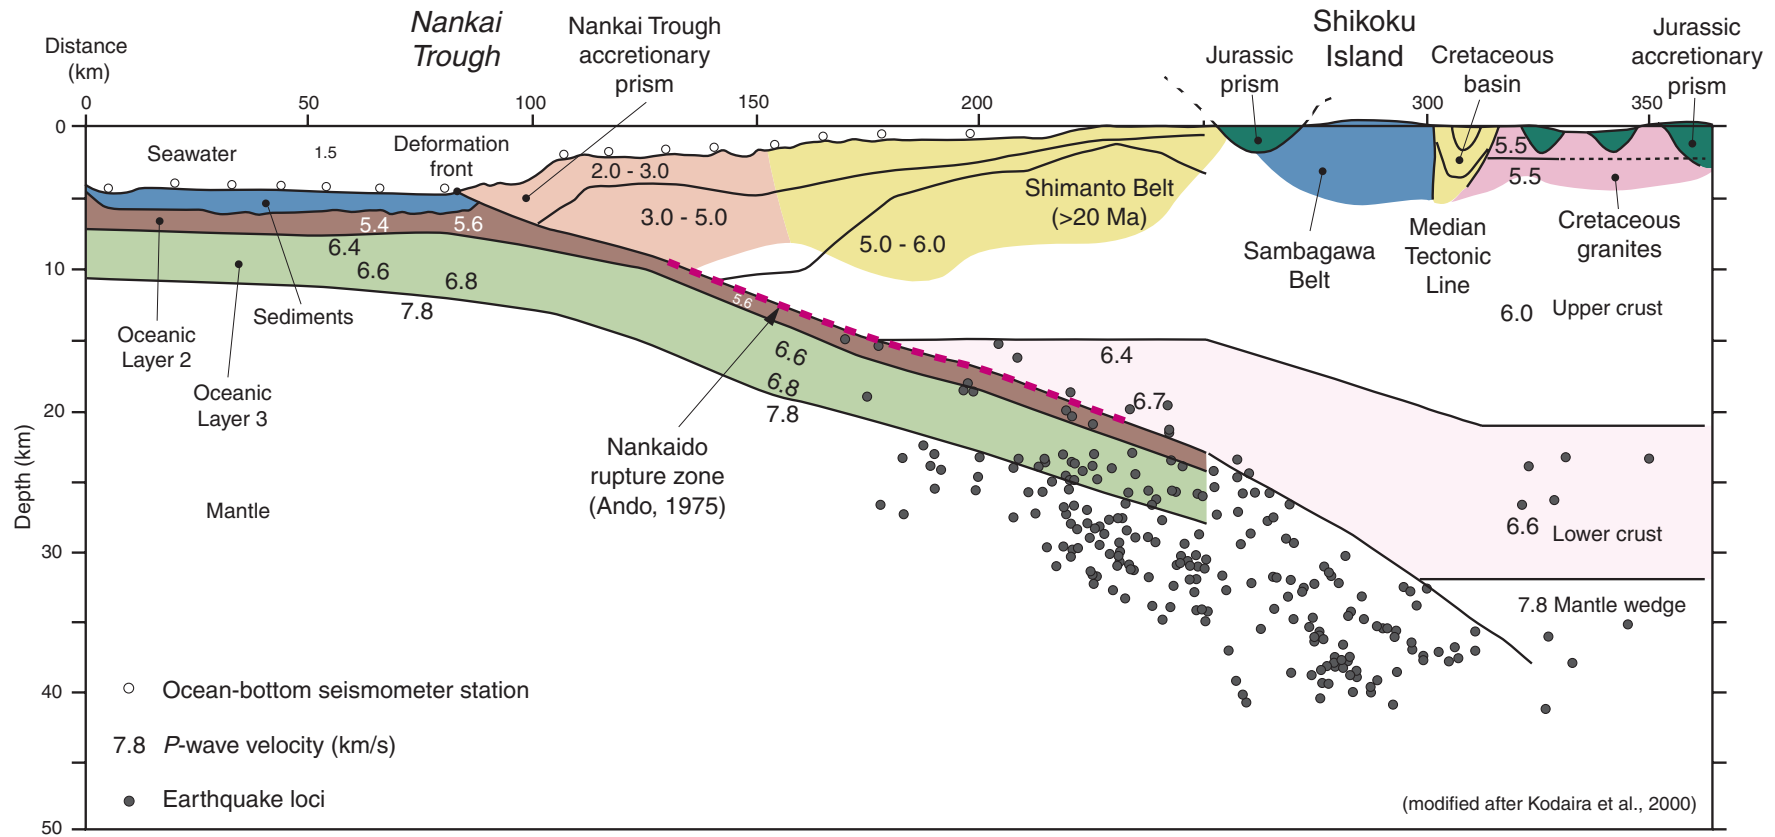 Nankai
Trough
Nankai Trough
accretionary
prism
Shikoku
Island
Jurassic
prism
Cretaceous
basin
Jurassic
accretionary
prism
Distance
(km)
0
50
100
150
200
300
350
0
10
20
30
40
50
Depth (km)
Seawater
1.5
Deformation
front
2.0 - 3.0
3.0 - 5.0
5.0 - 6.0
Shimanto Belt
(>20 Ma)
5.5
5.5
5.4
5.6
6.4
6.6
6.8
7.8
5.6
6.6
6.8
7.8
Sediments
Oceanic
Layer 2
Oceanic
Layer 3
Mantle
Nankaido
rupture zone
(Ando, 1975)
Sambagawa
Belt
Median
Tectonic
Line
Cretaceous
granites
6.0 Upper crust
6.4
6.7
6.6 Lower crust
7.8 Mantle wedge
Ocean-bottom seismometer station
7.8 P-wave velocity (km/s)
Earthquake loci
(modified after Kodaira et al., 2000)